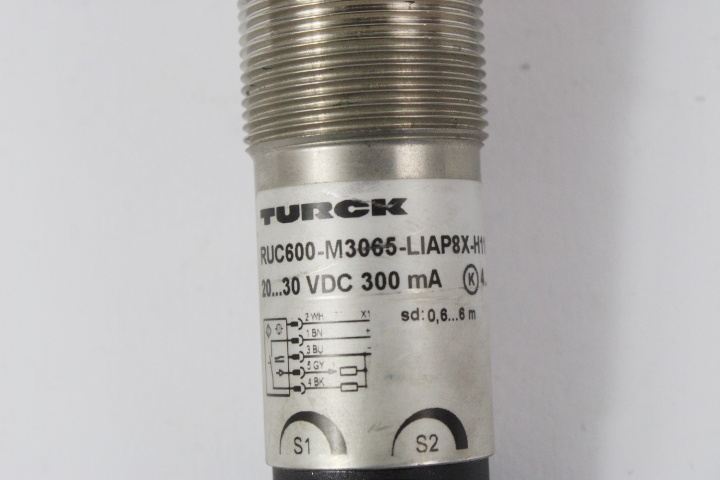 TURCK
RUC600-M3065-LIAP8X-H1
20...30 VDC 300 mA K 4
sd: 0,6...6 m
2 WH X1
1 BN +
3 BU -
5 GY
4 BK
S1 S2